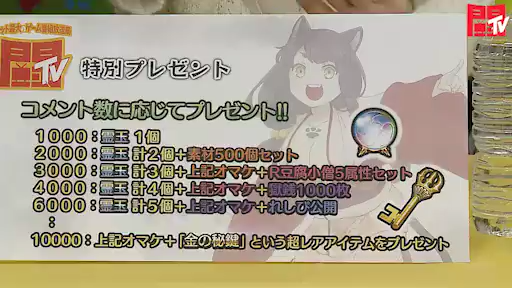 闇TV
闇TV
特別プレゼント
コメント数に応じてプレゼント!!
1000:霊玉 1個
2000:霊玉 計2個+素材500個セット
3000:霊玉 計3個+上記オマケ+R豆腐小僧5属性セット
4000:霊玉 計4個+上記オマケ+獄銭1000枚
6000:霊玉 計5個+上記オマケ+れしぴ公開
:
10000:上記オマケ+「金の秘鍵」という超レアアイテムをプレゼント